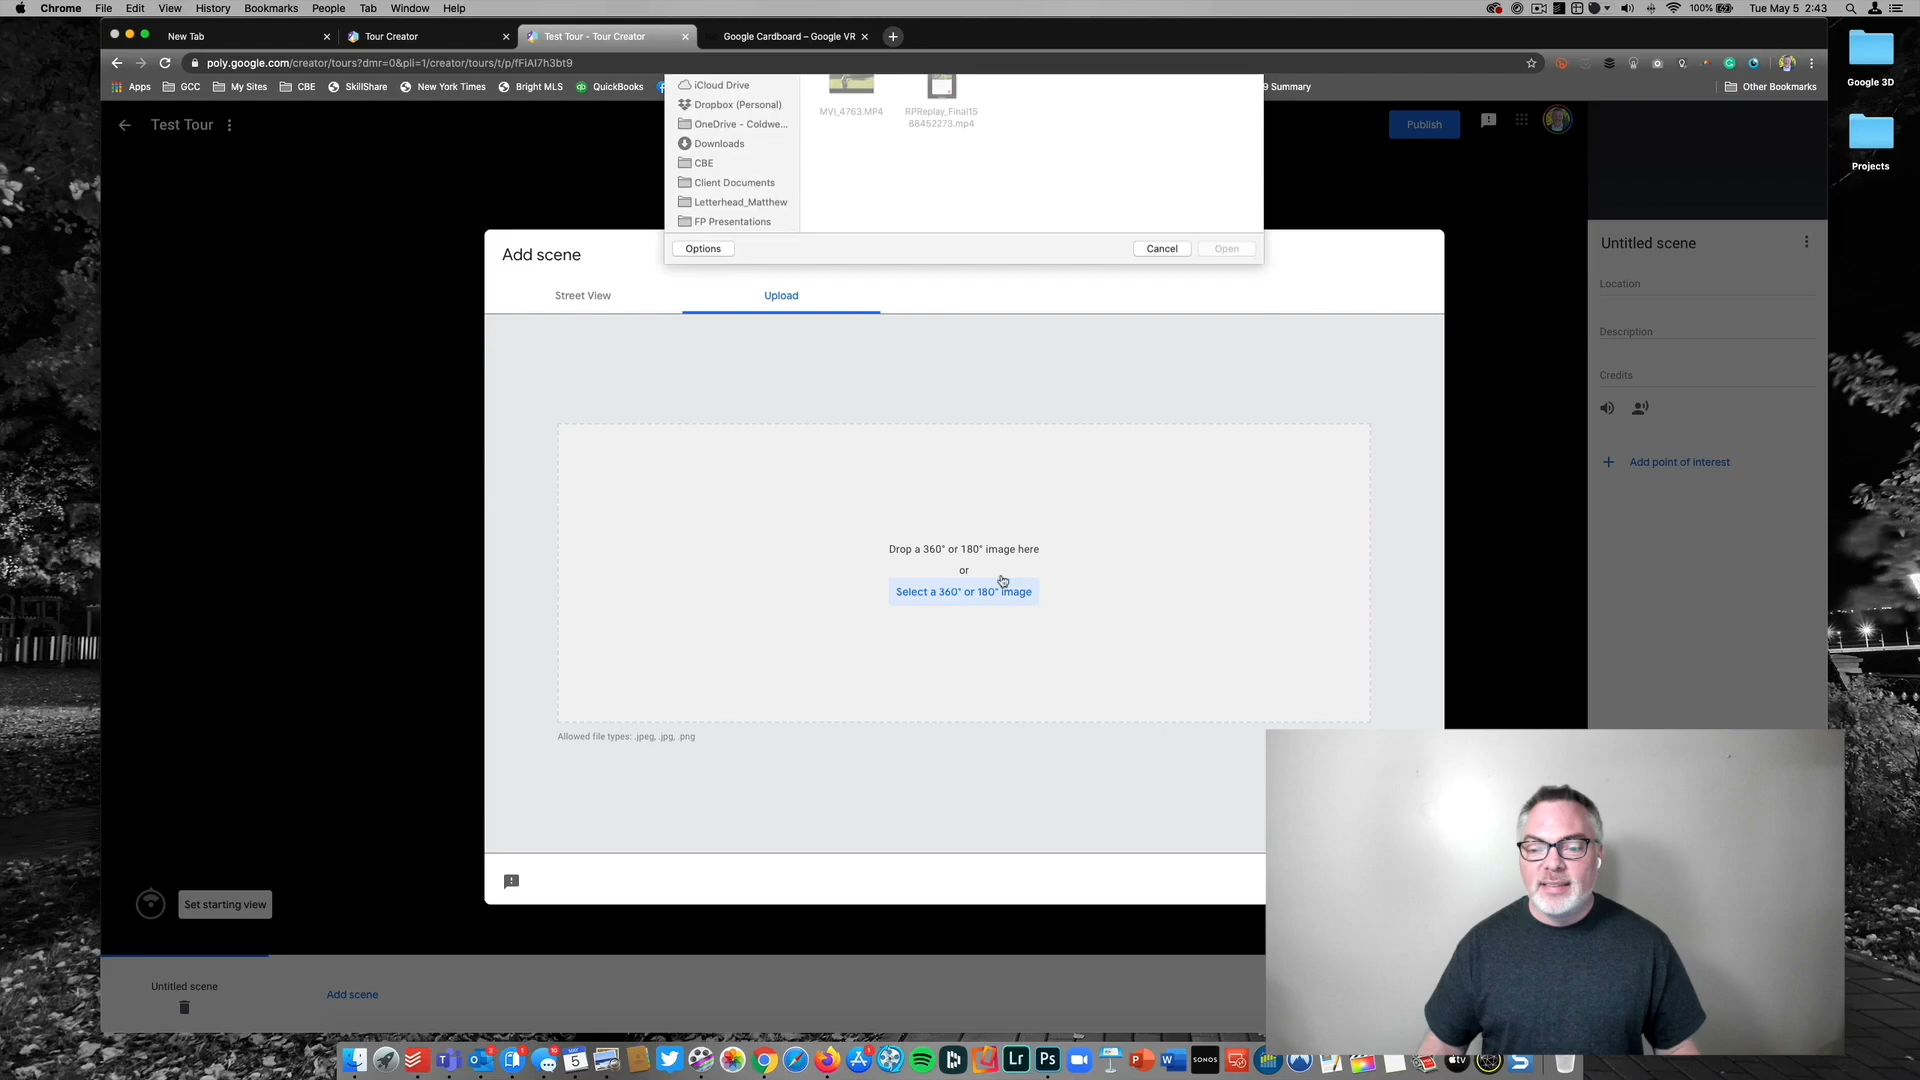 Chrome File Edit View History Bookmarks People Tab Window Help
100% Tue May 5 2:43
New Tab
Tour Creator
Test Tour - Tour Creator
Google Cardboard – Google VR
poly.google.com/creator/tours?dmr=0&pli=1/creator/tours/t/p/fFiAI7h3bt9
Apps GCC My Sites CBE SkillShare New York Times Bright MLS QuickBooks
9 Summary
Other Bookmarks
Google 3D
Projects
Test Tour
Publish
iCloud Drive
Dropbox (Personal)
OneDrive - Coldwe...
Downloads
CBE
Client Documents
Letterhead_Matthew
FP Presentations
MVI_4763.MP4
RPReplay_Final15
88452273.mp4
Options
Cancel
Open
Add scene
Street View
Upload
Drop a 360° or 180° image here
or
Select a 360° or 180° image
Allowed file types: .jpeg, .jpg, .png
Untitled scene
Location
Description
Credits
Add point of interest
Set starting view
Untitled scene
Add scene
Lr
Ps
SONOS
tv